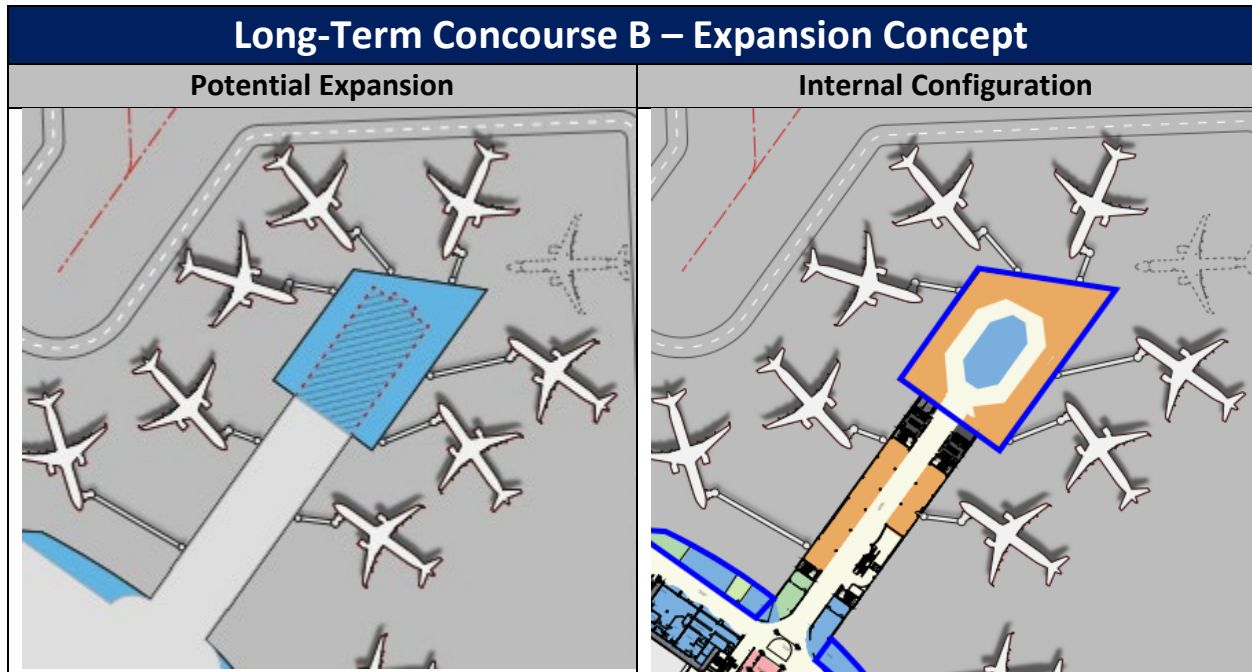 Long-Term Concourse B – Expansion Concept
Potential Expansion
Internal Configuration